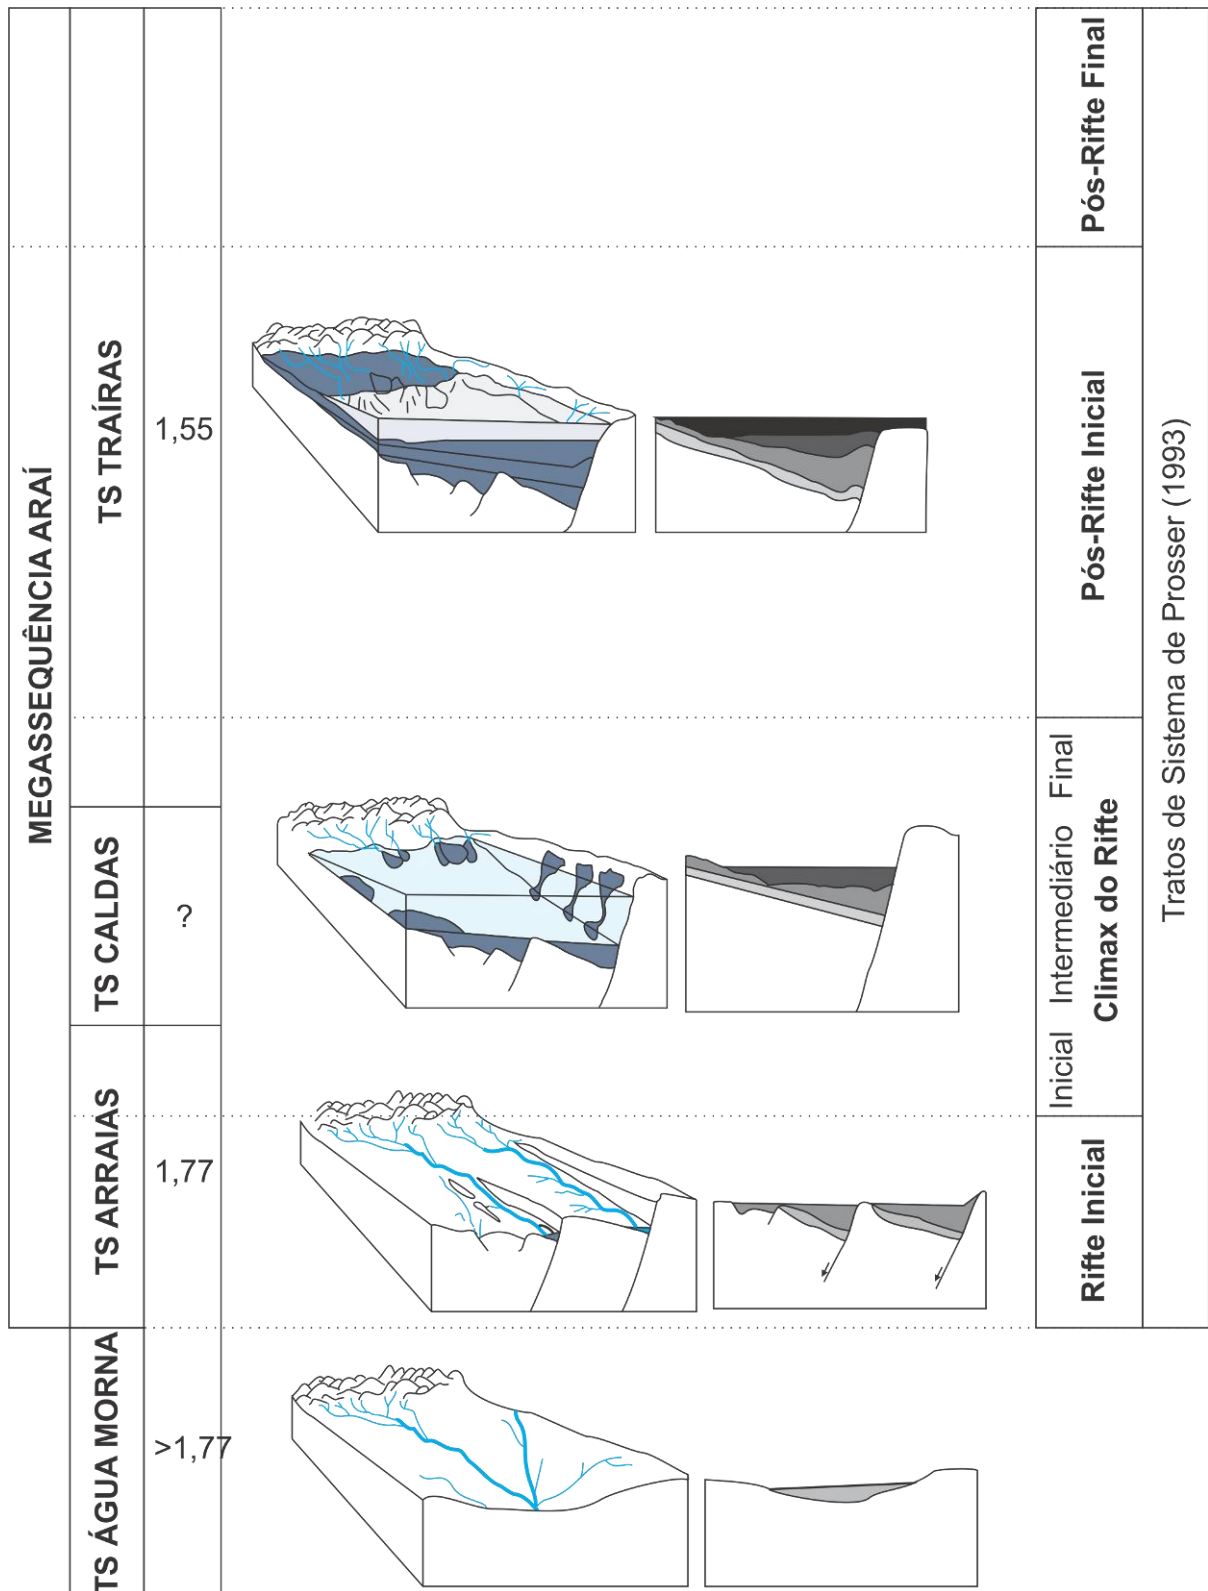 MEGASSEQUÊNCIA ARAÍ
TS TRAÍRAS
1,55
Pós-Rifte Final
Pós-Rifte Inicial
Tratos de Sistema de Prosser (1993)
TS CALDAS
?
Inicial Intermediário Final
Climax do Rifte
TS ARRAIAS
1,77
Rifte Inicial
TS ÁGUA MORNA
>1,77